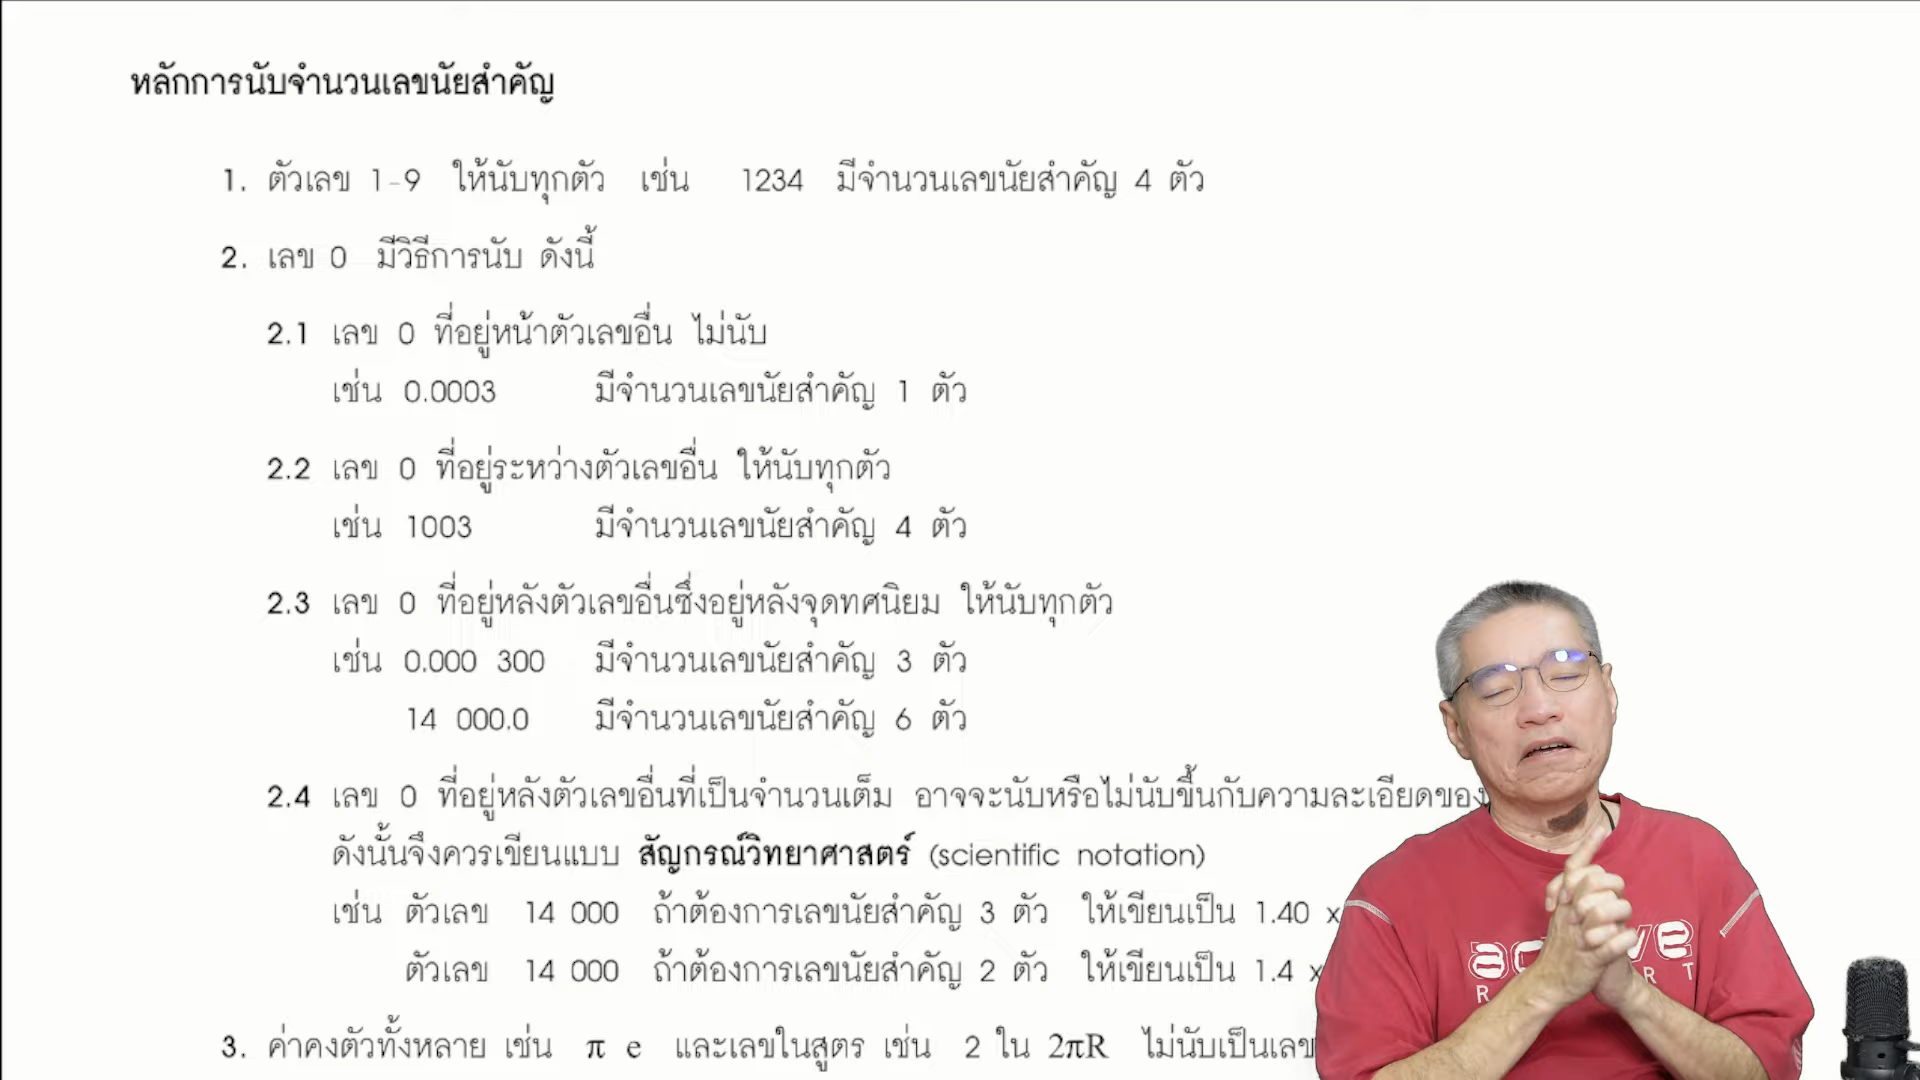 หลักการนับจำนวนเลขนัยสำคัญ
1. ตัวเลข 1-9 ให้นับทุกตัว เช่น 1234 มีจำนวนเลขนัยสำคัญ 4 ตัว
2. เลข 0 มีวิธีการนับ ดังนี้
2.1 เลข 0 ที่อยู่หน้าตัวเลขอื่น ไม่นับ
เช่น 0.0003 มีจำนวนเลขนัยสำคัญ 1 ตัว
2.2 เลข 0 ที่อยู่ระหว่างตัวเลขอื่น ให้นับทุกตัว
เช่น 1003 มีจำนวนเลขนัยสำคัญ 4 ตัว
2.3 เลข 0 ที่อยู่หลังตัวเลขอื่นซึ่งอยู่หลังจุดทศนิยม ให้นับทุกตัว
เช่น 0.000 300 มีจำนวนเลขนัยสำคัญ 3 ตัว
14 000.0 มีจำนวนเลขนัยสำคัญ 6 ตัว
2.4 เลข 0 ที่อยู่หลังตัวเลขอื่นที่เป็นจำนวนเต็ม อาจจะนับหรือไม่นับขึ้นกับความละเอียดของ
ดังนั้นจึงควรเขียนแบบ สัญกรณ์วิทยาศาสตร์ (scientific notation)
เช่น ตัวเลข 14 000 ถ้าต้องการเลขนัยสำคัญ 3 ตัว ให้เขียนเป็น 1.40 x
ตัวเลข 14 000 ถ้าต้องการเลขนัยสำคัญ 2 ตัว ให้เขียนเป็น 1.4 x
3. ค่าคงตัวทั้งหลาย เช่น π e และเลขในสูตร เช่น 2 ใน 2πR ไม่นับเป็นเลข